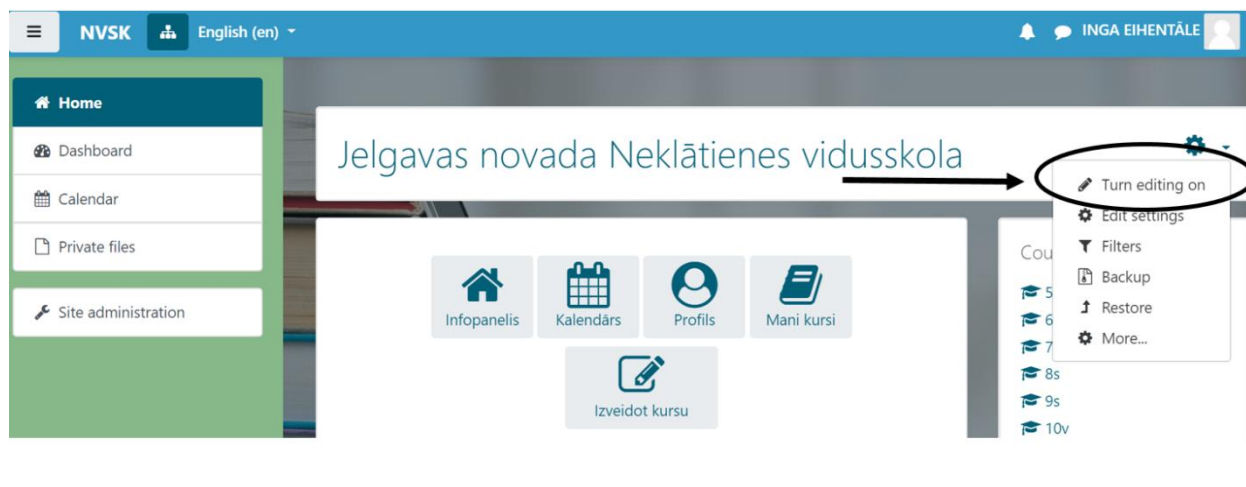 NVSK English (en) INGA EIHENTĀLE
Home
Dashboard
Calendar
Private files
Site administration
Jelgavas novada Neklātienes vidusskola
Turn editing on
Edit settings
Filters
Backup
Restore
More...
Infopanelis Kalendārs Profils Mani kursi
Izveidot kursu
Cou
5
6
7
8s
9s
10v